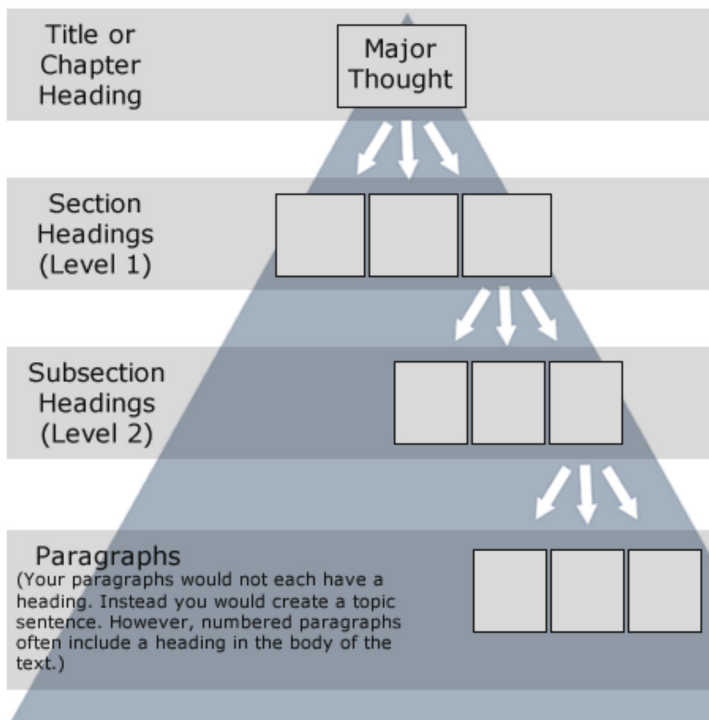 Title or
Chapter
Heading
Major
Thought
Section
Headings
(Level 1)
Subsection
Headings
(Level 2)
Paragraphs
(Your paragraphs would not each have a
heading. Instead you would create a topic
sentence. However, numbered paragraphs
often include a heading in the body of the
text.)